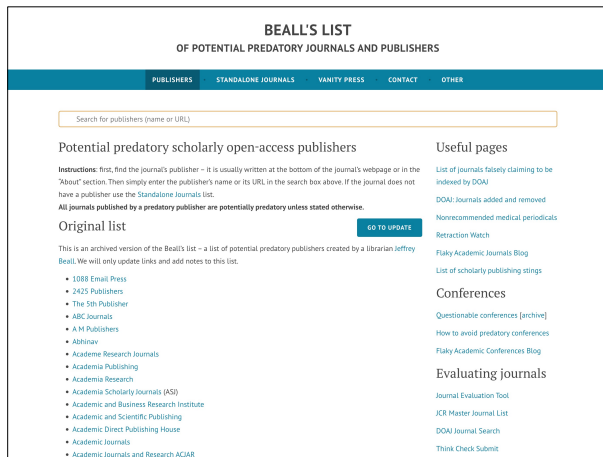 BEALL'S LIST
OF POTENTIAL PREDATORY JOURNALS AND PUBLISHERS
PUBLISHERS STANDALONE JOURNALS VANITY PRESS CONTACT OTHER
Search for publishers (name or URL)
Potential predatory scholarly open-access publishers
Instructions: first, find the journal's publisher – it is usually written at the bottom of the journal's webpage or in the
"About" section. Then simply enter the publisher's name or its URL in the search box above. If the journal does not
have a publisher use the Standalone Journals list.
All journals published by a predatory publisher are potentially predatory unless stated otherwise.
Original list
GO TO UPDATE
This is an archived version of the Beall's list – a list of potential predatory publishers created by a librarian Jeffrey
Beall. We will only update links and add notes to this list.
• 1088 Email Press
• 2425 Publishers
• The 5th Publisher
• ABC Journals
• A M Publishers
• Abhinav
• Academe Research Journals
• Academia Publishing
• Academia Research
• Academia Scholarly Journals (ASJ)
• Academic and Business Research Institute
• Academic and Scientific Publishing
• Academic Direct Publishing House
• Academic Journals
• Academic Journals and Research ACJAR
Useful pages
List of journals falsely claiming to be
indexed by DOAJ
DOAJ: Journals added and removed
Nonrecommended medical periodicals
Retraction Watch
Flaky Academic Journals Blog
List of scholarly publishing stings
Conferences
Questionable conferences [archive]
How to avoid predatory conferences
Flaky Academic Conferences Blog
Evaluating journals
Journal Evaluation Tool
JCR Master Journal List
DOAJ Journal Search
Think Check Submit